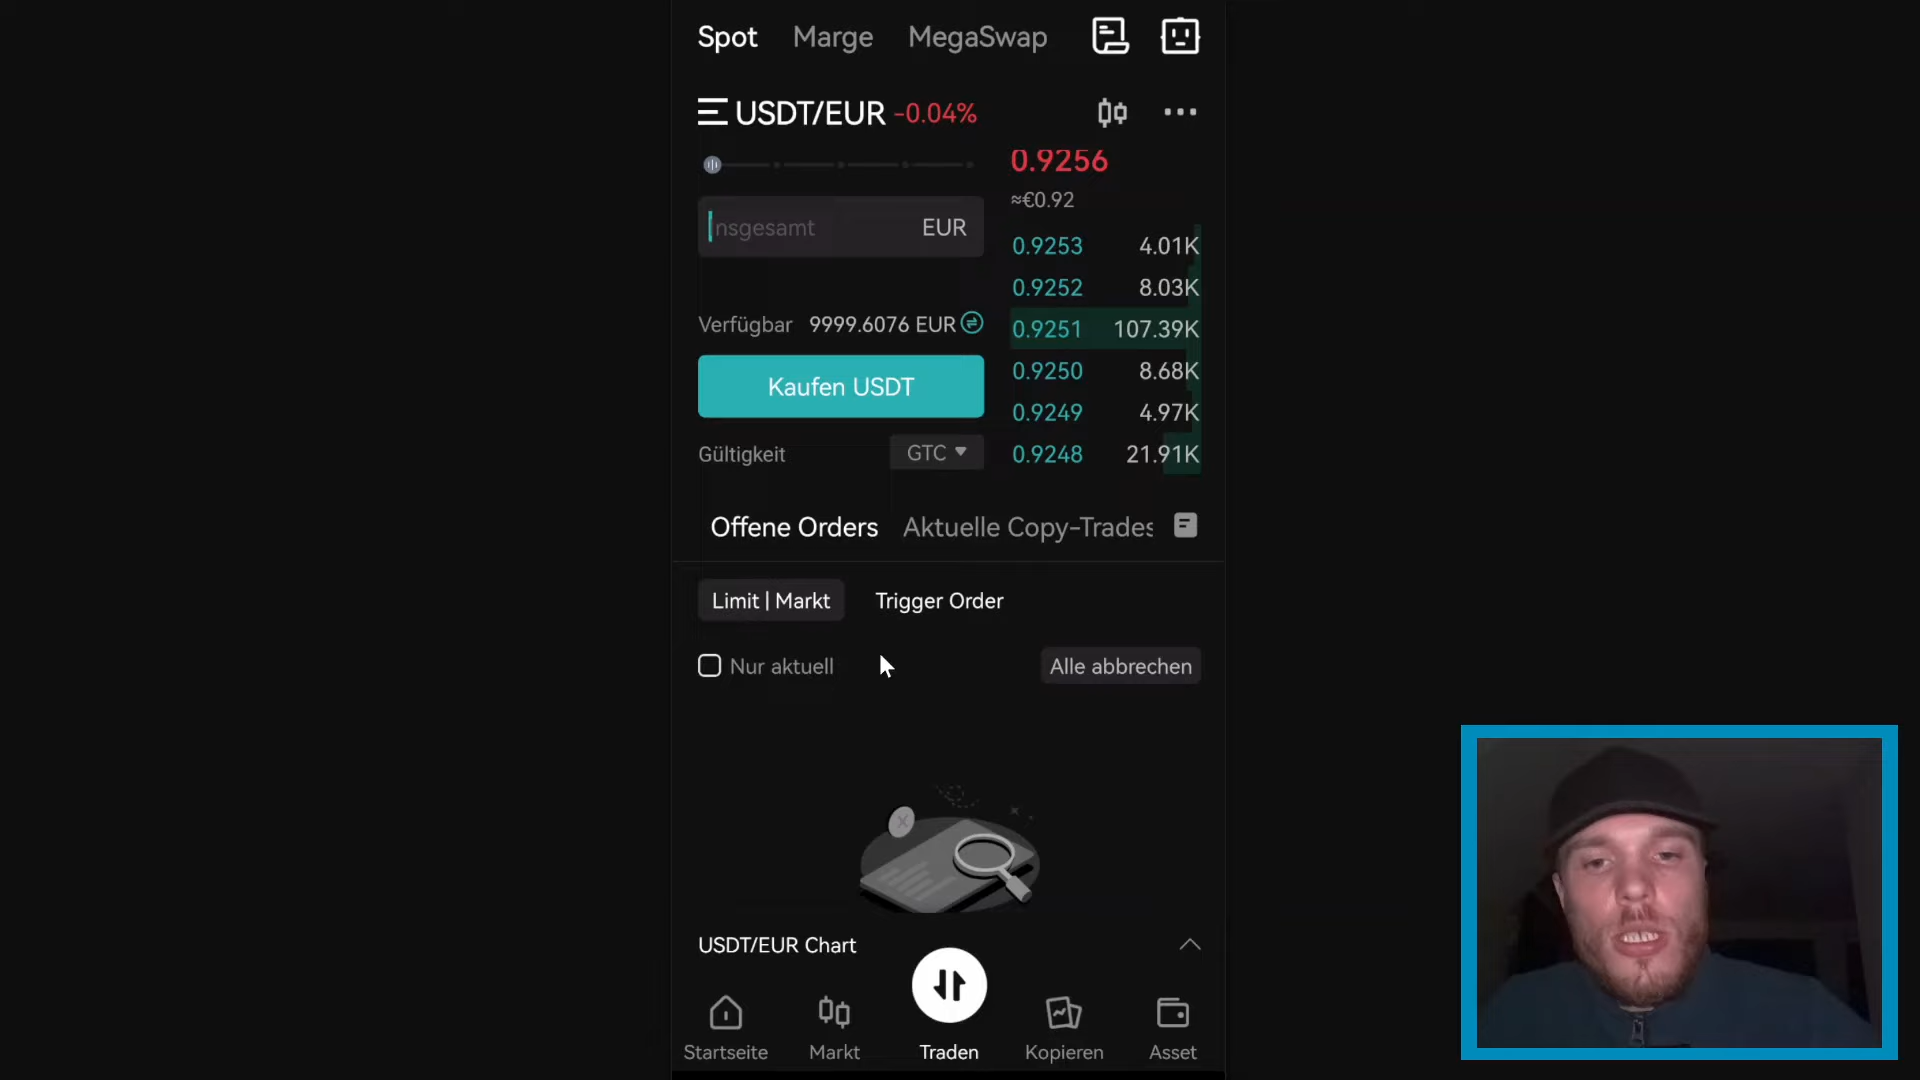 Spot Marge MegaSwap
USDT/EUR -0.04%
0.9256
≈€0.92
nsgesamt EUR
0.9253 4.01K
0.9252 8.03K
Verfügbar 9999.6076 EUR
0.9251 107.39K
Kaufen USDT
0.9250 8.68K
0.9249 4.97K
Gültigkeit GTC
0.9248 21.91K
Offene Orders Aktuelle Copy-Trades
Limit | Markt Trigger Order
Nur aktuell Alle abbrechen
USDT/EUR Chart
Startseite Markt Traden Kopieren Asset